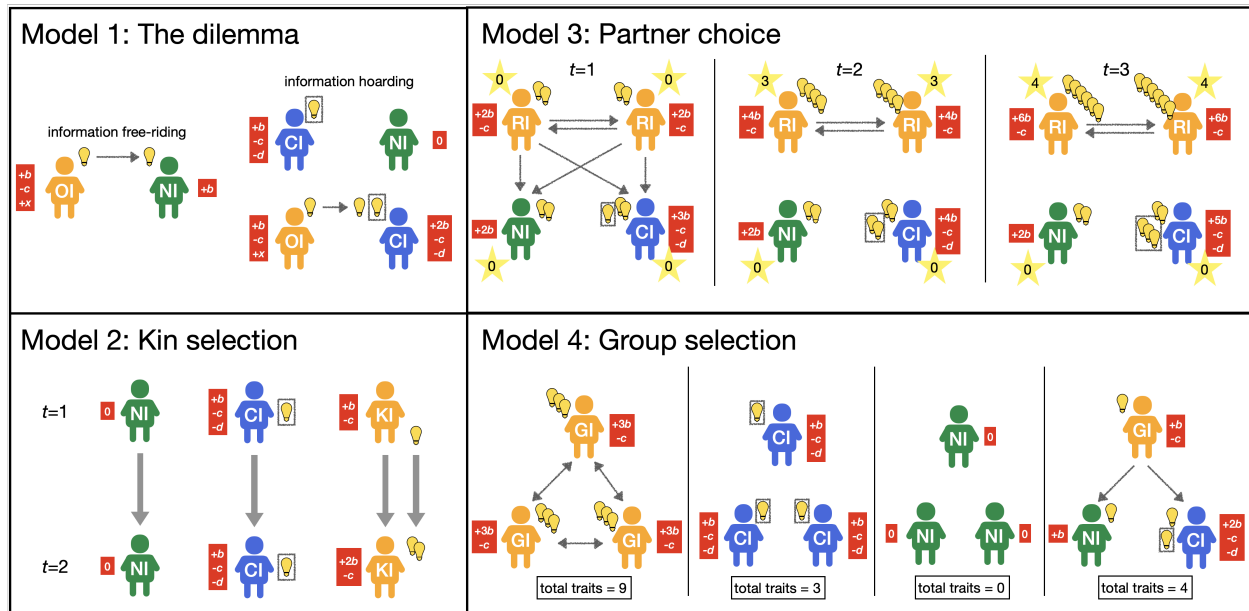 Model 1: The dilemma
information hoarding
+b
-c
-d
CI
NI
0
information free-riding
+b
-c
+x
OI
NI
+b
+b
-c
+x
OI
CI
+2b
-c
-d
Model 3: Partner choice
t=1
0
0
+2b
-c
RI
RI
+2b
-c
+2b
NI
CI
+3b
-c
-d
0
0
t=2
3
3
+4b
-c
RI
RI
+4b
-c
+2b
NI
CI
+4b
-c
-d
0
0
t=3
4
4
+6b
-c
RI
RI
+6b
-c
+2b
NI
CI
+5b
-c
-d
0
0
Model 2: Kin selection
t=1
0
NI
+b
-c
-d
CI
+b
-c
KI
t=2
0
NI
+b
-c
-d
CI
+2b
-c
KI
Model 4: Group selection
GI
+3b
-c
+3b
-c
GI
GI
+3b
-c
total traits = 9
CI
+b
-c
-d
+b
-c
-d
CI
CI
+b
-c
-d
total traits = 3
NI
0
0
NI
NI
0
total traits = 0
GI
+b
-c
+b
NI
CI
+2b
-c
-d
total traits = 4